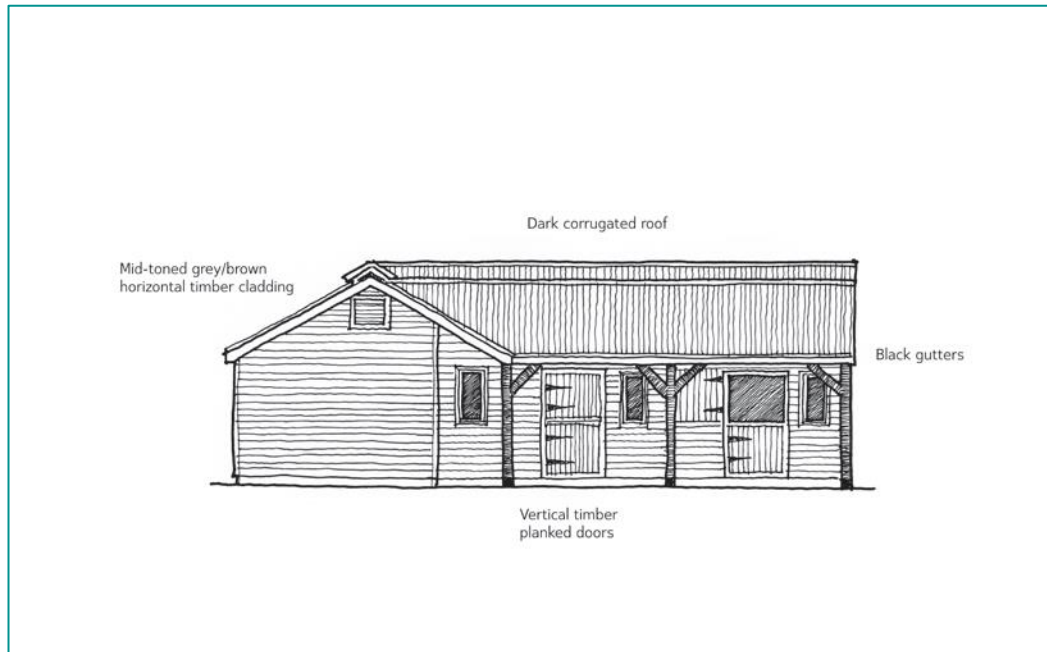 Dark corrugated roof
Mid-toned grey/brown
horizontal timber cladding
Black gutters
Vertical timber
planked doors